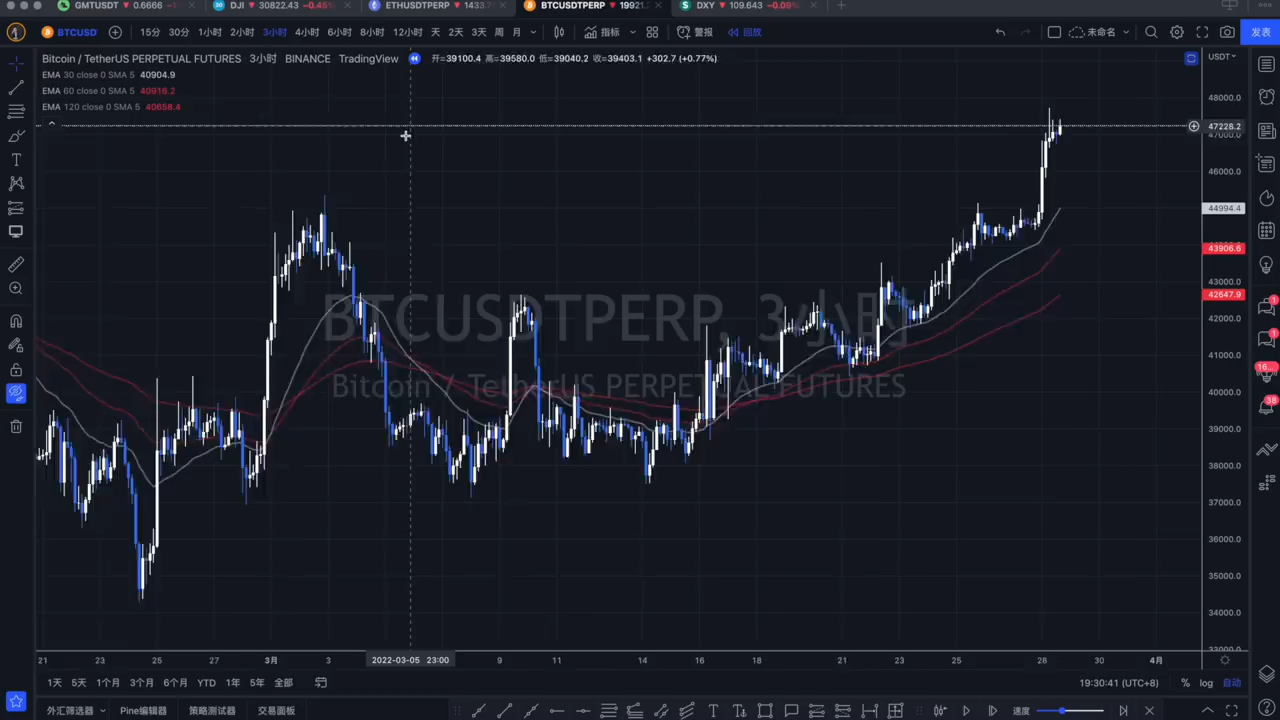 GMTUSDT ▼ 0.6666
DJI ▼ 30822.43 −0.45%
ETHUSDTPERP ▼ 1433.
BTCUSDTPERP ▼ 19921.
DXY ▼ 109.643 −0.09%
BTCUSD 15分 30分 1小时 2小时 3小时 4小时 6小时 8小时 12小时 天 2天 3天 周 月 指标 警报 回放 未命名 发表
Bitcoin / TetherUS PERPETUAL FUTURES 3小时 BINANCE TradingView 开=39100.4 高=39580.0 低=39040.2 收=39403.1 +302.7 (+0.77%) USDT
EMA 30 close 0 SMA 5 40904.9
EMA 60 close 0 SMA 5 40916.2
EMA 120 close 0 SMA 5 40658.4
BTCUSDTPERP, 3小时
Bitcoin / TetherUS PERPETUAL FUTURES
48000.0
47228.2
47000.0
46000.0
44994.4
43906.6
43000.0
42647.9
42000.0
41000.0
40000.0
39000.0
38000.0
37000.0
36000.0
35000.0
34000.0
33000.0
1
1
16...
38
21 23 25 27 3月 3 2022-03-05 23:00 9 11 14 16 18 21 23 25 28 30 4月
1天 5天 1个月 3个月 6个月 YTD 1年 5年 全部 19:30:41 (UTC+8) % log 自动
外汇筛选器 Pine编辑器 策略测试器 交易面板 速度